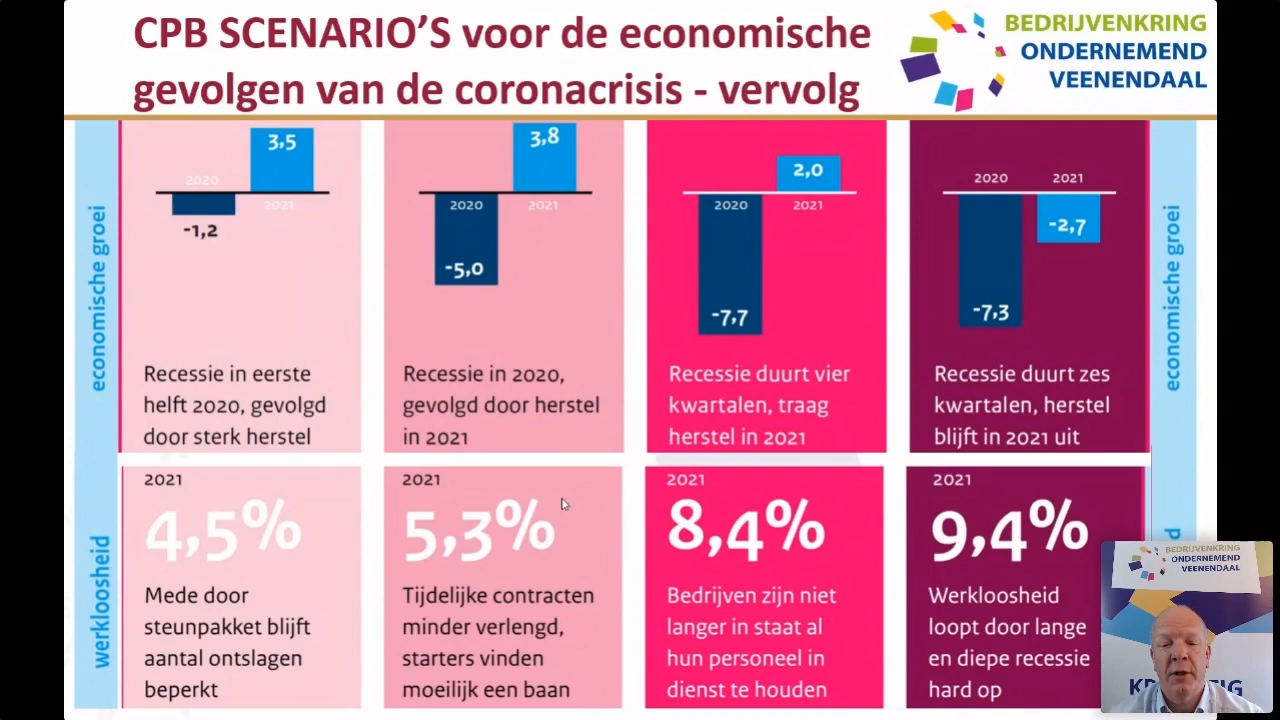 CPB SCENARIO'S voor de economische
gevolgen van de coronacrisis - vervolg
BEDRIJVENKRING
ONDERNEMEND
VEENENDAAL
economische groei
3,5
2020
2021
-1,2
Recessie in eerste
helft 2020, gevolgd
door sterk herstel
3,8
2020
2021
-5,0
Recessie in 2020,
gevolgd door herstel
in 2021
2,0
2020
2021
-7,7
Recessie duurt vier
kwartalen, traag
herstel in 2021
2020
2021
-2,7
-7,3
Recessie duurt zes
kwartalen, herstel
blijft in 2021 uit
economische groei
werkloosheid
2021
4,5%
Mede door
steunpakket blijft
aantal ontslagen
beperkt
2021
5,3%
Tijdelijke contracten
minder verlengd,
starters vinden
moeilijk een baan
2021
8,4%
Bedrijven zijn niet
langer in staat al
hun personeel in
dienst te houden
2021
9,4%
Werkloosheid
loopt door lange
en diepe recessie
hard op
BEDRIJVENKRING
ONDERNEMEND
VEENENDAAL